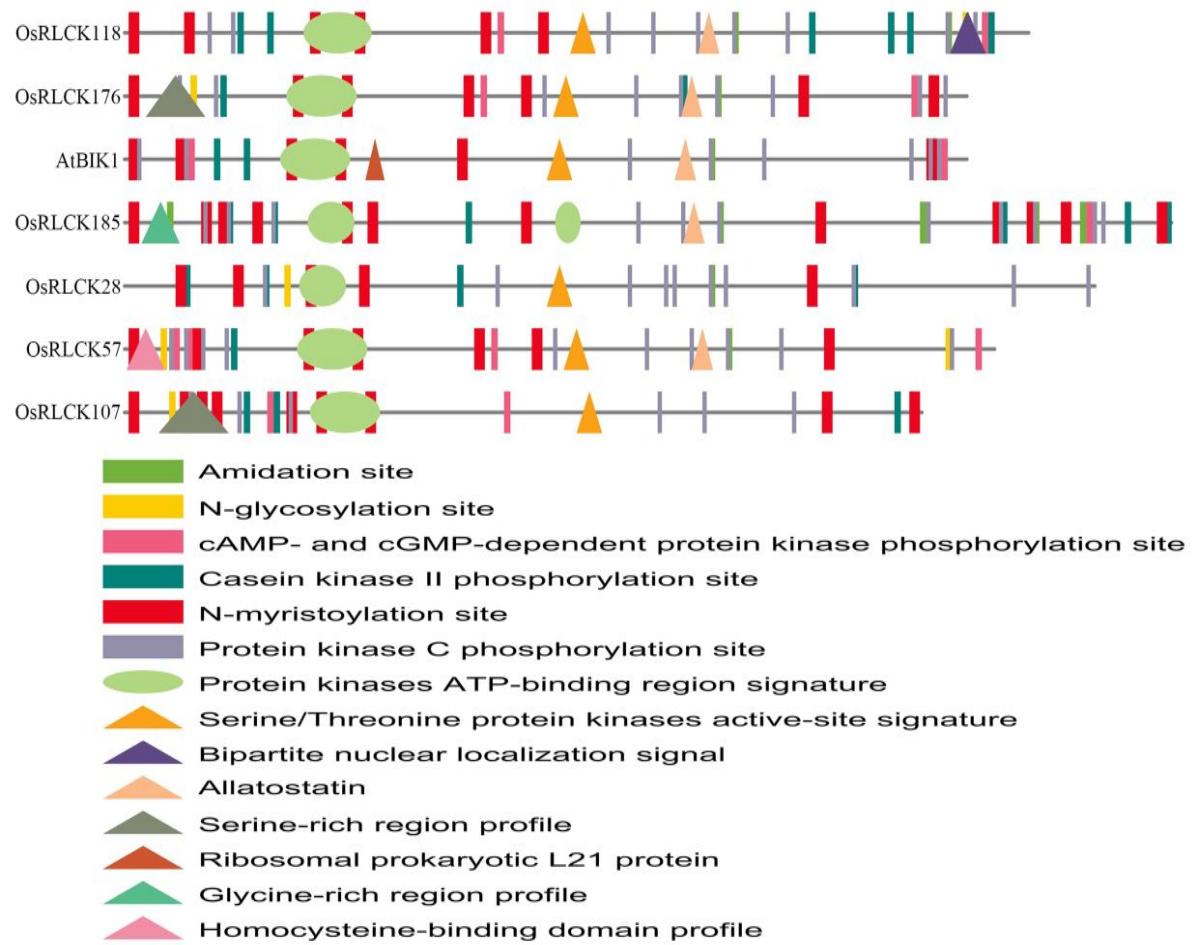 OsRLCK118
OsRLCK176
AtBIK1
OsRLCK185
OsRLCK28
OsRLCK57
OsRLCK107
Amidation site
N-glycosylation site
cAMP- and cGMP-dependent protein kinase phosphorylation site
Casein kinase II phosphorylation site
N-myristoylation site
Protein kinase C phosphorylation site
Protein kinases ATP-binding region signature
Serine/Threonine protein kinases active-site signature
Bipartite nuclear localization signal
Allatostatin
Serine-rich region profile
Ribosomal prokaryotic L21 protein
Glycine-rich region profile
Homocysteine-binding domain profile